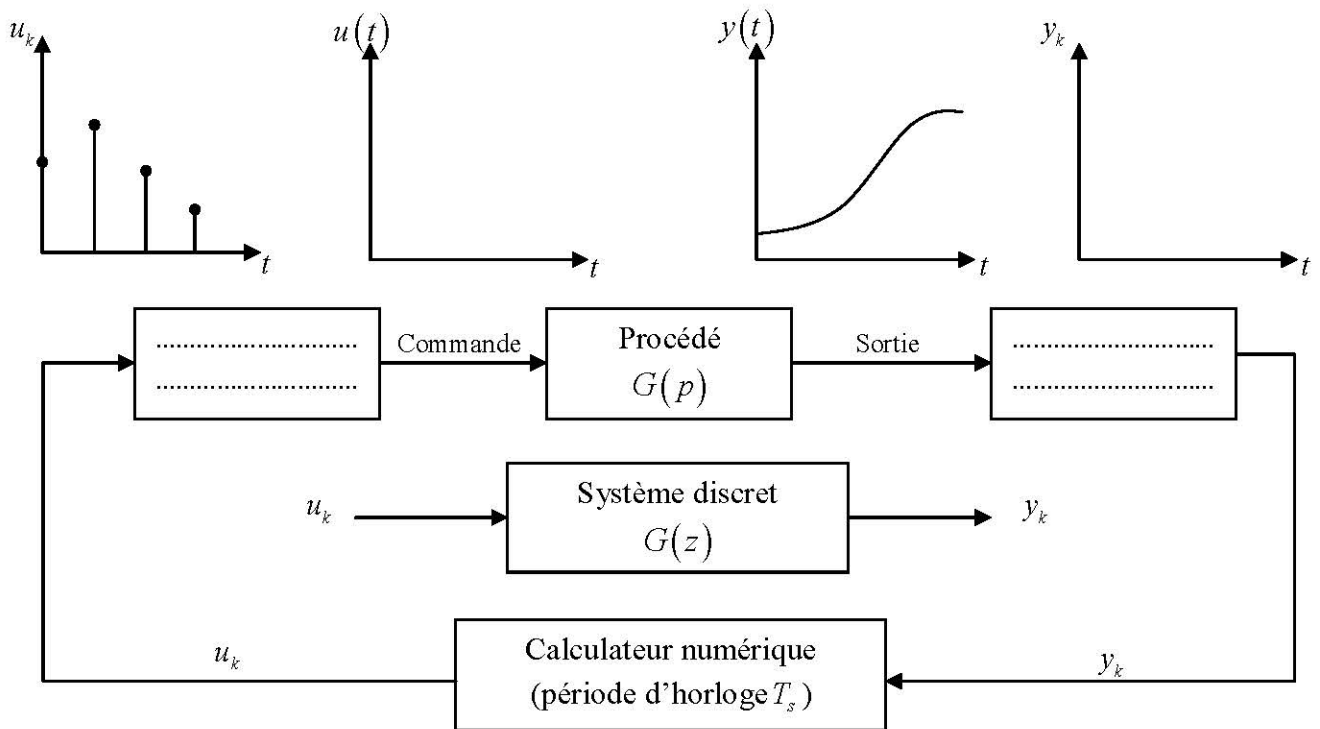 u_k
u(t)
y(t)
y_k
t
t
t
t
....................................
....................................
Commande
Procédé
G(p)
Sortie
....................................
....................................
u_k
Système discret
G(z)
y_k
u_k
Calculateur numérique
(période d'horloge T_s)
y_k